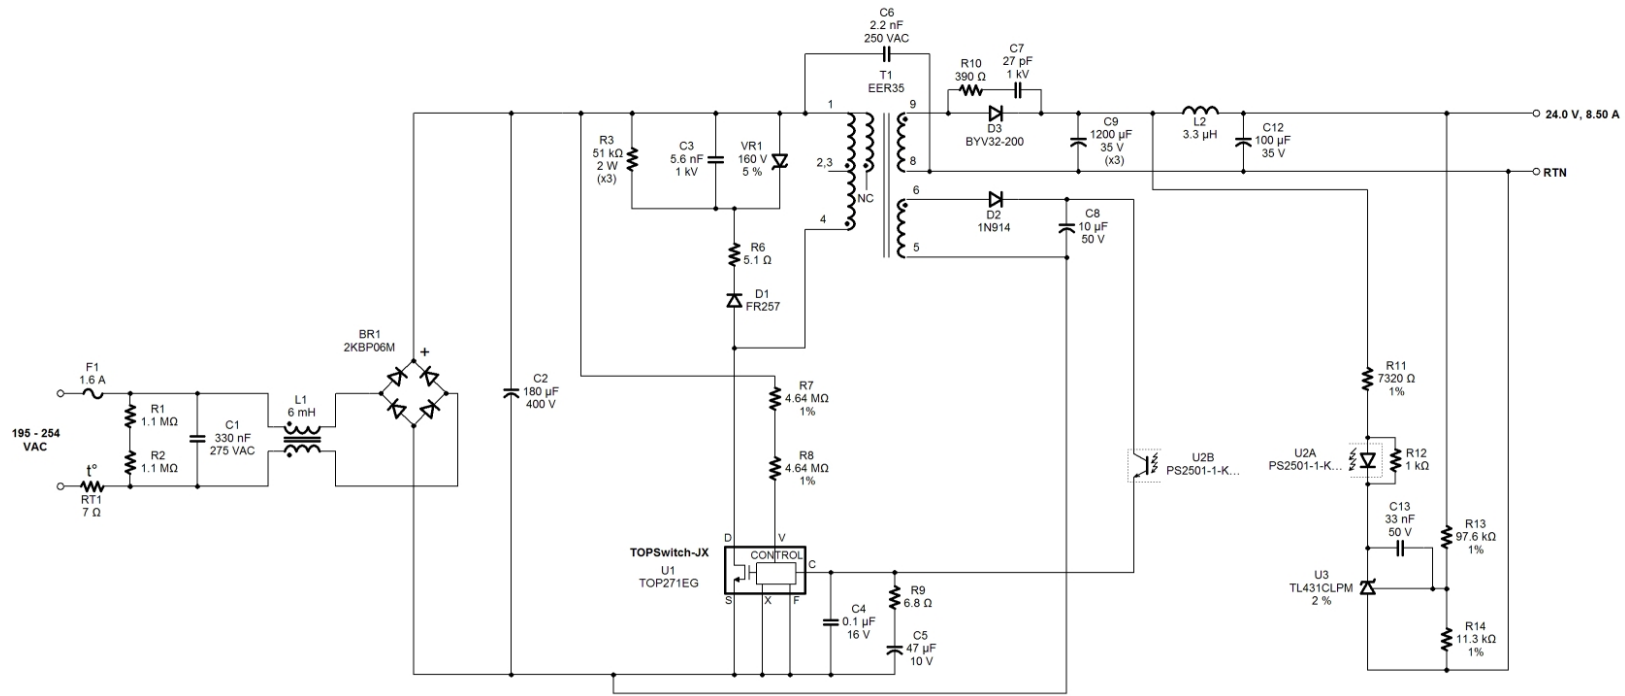 C6
2.2 nF
250 VAC
T1
EER35
R10
390 Ω
C7
27 pF
1 kV
1
2,3
4
NC
9
8
6
5
D3
BYV32-200
C9
1200 µF
35 V
(x3)
L2
3.3 µH
C12
100 µF
35 V
24.0 V, 8.50 A
RTN
R3
51 kΩ
2 W
(x3)
C3
5.6 nF
1 kV
VR1
160 V
5 %
D2
1N914
C8
10 µF
50 V
R6
5.1 Ω
D1
FR257
BR1
2KBP06M
+
F1
1.6 A
195 - 254
VAC
R1
1.1 MΩ
R2
1.1 MΩ
t°
RT1
7 Ω
C1
330 nF
275 VAC
L1
6 mH
C2
180 µF
400 V
R7
4.64 MΩ
1%
R8
4.64 MΩ
1%
R11
7320 Ω
1%
U2B
PS2501-1-K...
U2A
PS2501-1-K...
R12
1 kΩ
C13
33 nF
50 V
R13
97.6 kΩ
1%
TOPSwitch-JX
U1
TOP271EG
D
V
CONTROL
C
S
X
F
R9
6.8 Ω
C4
0.1 µF
16 V
C5
47 µF
10 V
U3
TL431CLPM
2 %
R14
11.3 kΩ
1%